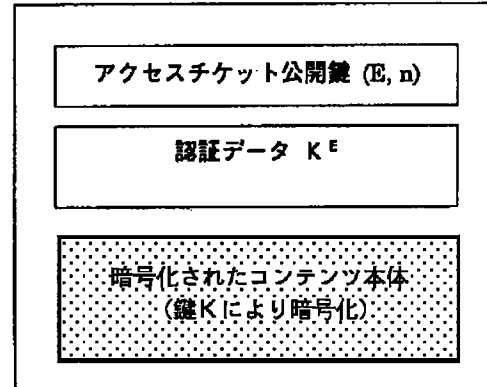 アクセスチケット公開鍵 (E, n)
認証データ K^E
暗号化されたコンテンツ本体
(鍵Kにより暗号化)